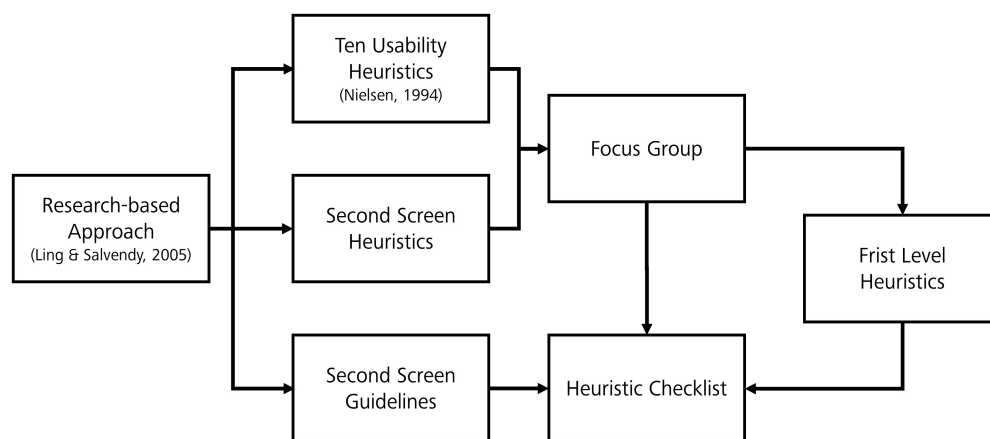 Ten Usability
Heuristics
(Nielsen, 1994)
Focus Group
Research-based
Approach
(Ling & Salvendy, 2005)
Second Screen
Heuristics
Frist Level
Heuristics
Second Screen
Guidelines
Heuristic Checklist